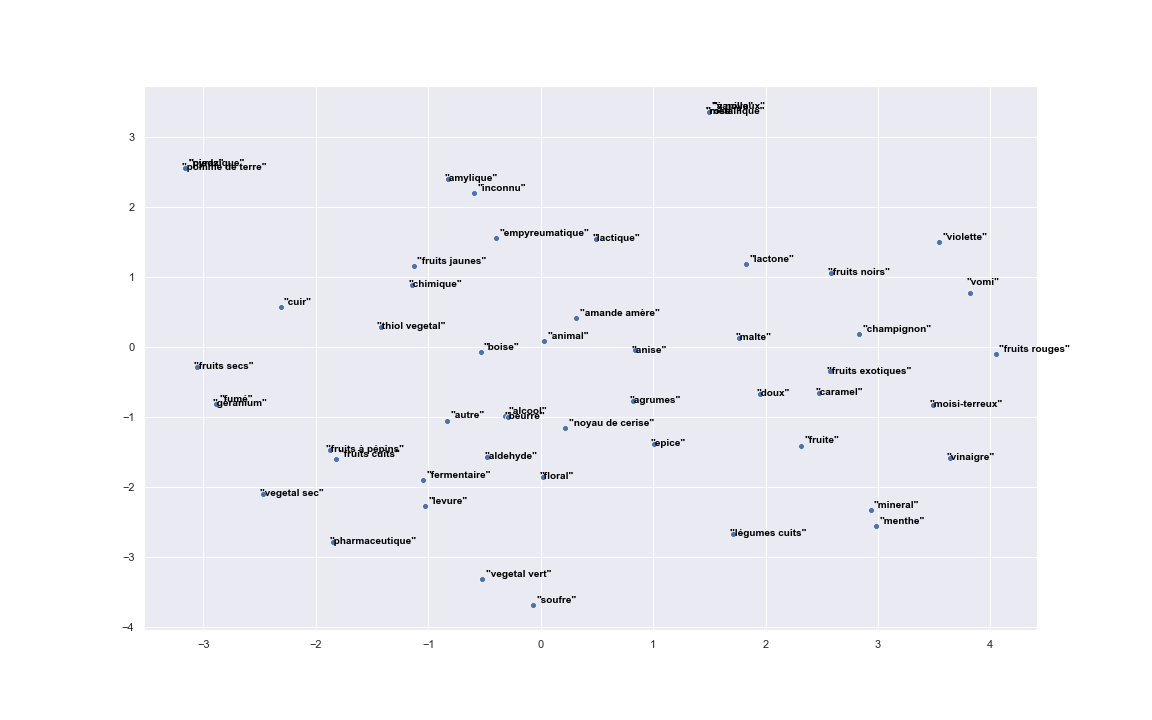 3
2
1
0
−1
−2
−3
−4
−3
−2
−1
0
1
2
3
4
métallique"
"pomme de terre"
"amylique"
"inconnu"
"empyreumatique"
"lactique"
"violette"
"fruits jaunes"
"lactone"
"fruits noirs"
"chimique"
"vomi"
"cuir"
"amande amère"
"thiol vegetal"
"champignon"
"animal"
"malte"
"boise"
"anise"
"fruits rouges"
"fruits secs"
"fruits exotiques"
"caramel"
"doux"
"fumé"
"agrumes"
"geranium"
"moisi-terreux"
"alcool"
"beurre"
"autre"
"noyau de cerise"
"fruite"
"epice"
"fruits à pépins"
"fruits cuits"
"aldehyde"
"vinaigre"
"fermentaire"
"floral"
"vegetal sec"
"levure"
"mineral"
"menthe"
"légumes cuits"
"pharmaceutique"
"vegetal vert"
"soufre"